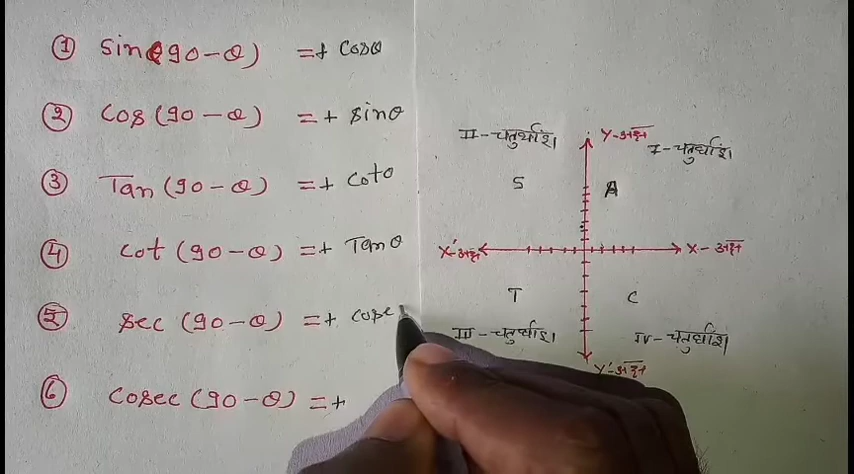 ① sin(90-θ) =+ cosθ
② cos(90-θ) =+ sinθ
③ Tan(90-θ) =+ cotθ
④ cot(90-θ) =+ Tanθ
⑤ sec(90-θ) =+ cose
⑥ cosec(90-θ) =+
Y-अक्ष
II-चतुर्थांश
I-चतुर्थांश
S A
X'-अक्ष X-अक्ष
T C
III-चतुर्थांश IV-चतुर्थांश
Y'-अक्ष